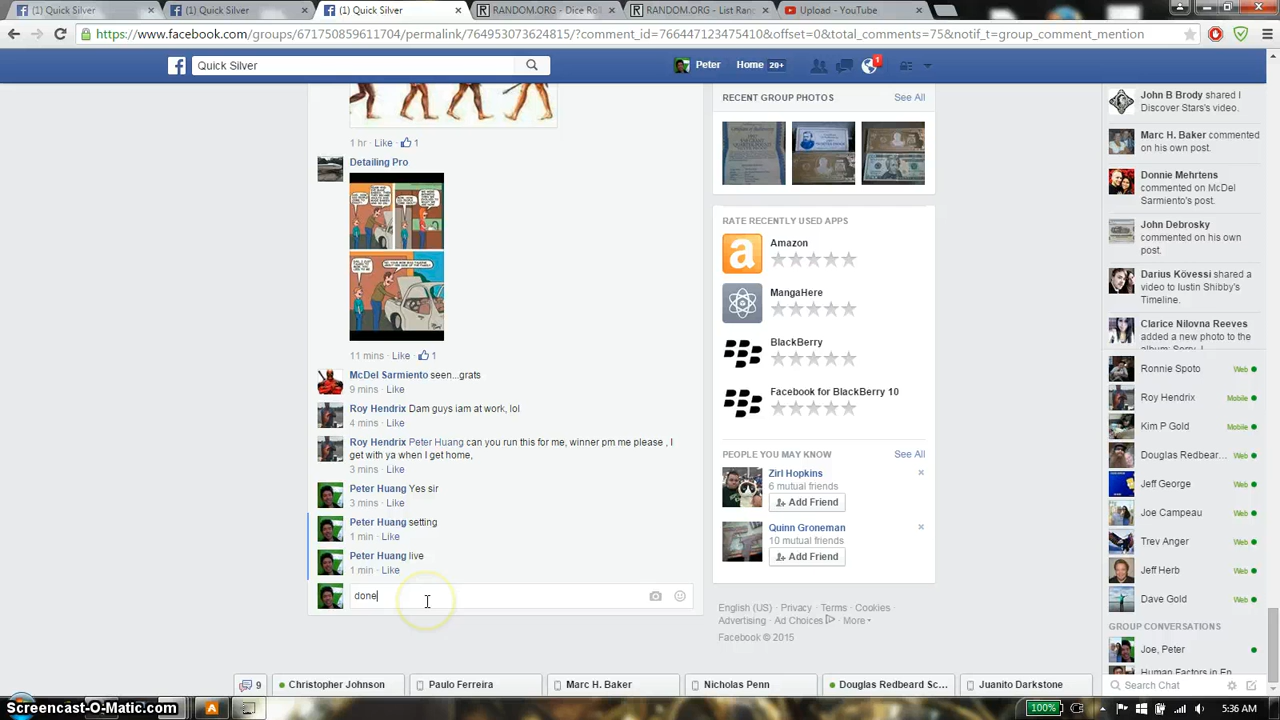 (1) Quick Silver
(1) Quick Silver
(1) Quick Silver
RANDOM.ORG - Dice Roll
RANDOM.ORG - List Ran
Upload - YouTube
https://www.facebook.com/groups/671750859611704/permalink/764953073624817/?comment_id=766447123475410&offset=0&total_comments=75&notif_t=group_comment_mention
Quick Silver
Peter
Home 20+
1
1 hr · Like · 1
Detailing Pro
11 mins · Like · 1
McDel Sarmiento seen...grats
9 mins · Like
Roy Hendrix Dam guys iam at work, lol
4 mins · Like
Roy Hendrix Peter Huang can you run this for me, winner pm me please , I
get with ya when I get home,
3 mins · Like
Peter Huang Yes sir
3 mins · Like
Peter Huang setting
1 min · Like
Peter Huang live
1 min · Like
done
RECENT GROUP PHOTOS
See All
RATE RECENTLY USED APPS
Amazon
MangaHere
BlackBerry
Facebook for BlackBerry 10
PEOPLE YOU MAY KNOW
See All
Zirl Hopkins
6 mutual friends
Add Friend
Quinn Groneman
10 mutual friends
Add Friend
English (US) · Privacy · Terms · Cookies ·
Advertising · Ad Choices · More
Facebook © 2015
John B Brody shared I
Discover Stars's video.
Marc H. Baker commented
on his own post.
Donnie Mehrtens
commented on McDel
Sarmiento's post.
John Debrosky
commented on his own
post.
Darius Kövessi shared a
video to Iustin Shibby's
Timeline.
Clarice Nilovna Reeves
added a new photo to the
Ronnie Spoto Web
Roy Hendrix Mobile
Kim P Gold Mobile
Douglas Redbear... Web
Jeff George Web
Joe Campeau Web
Trev Anger Web
Jeff Herb Web
Dave Gold Web
GROUP CONVERSATIONS
Joe, Peter
Human Factors in En
Search Chat
9
Christopher Johnson
Paulo Ferreira
Marc H. Baker
Nicholas Penn
Douglas Redbeard Sc...
Juanito Darkstone
Screencast-O-Matic.com
100%
5:36 AM